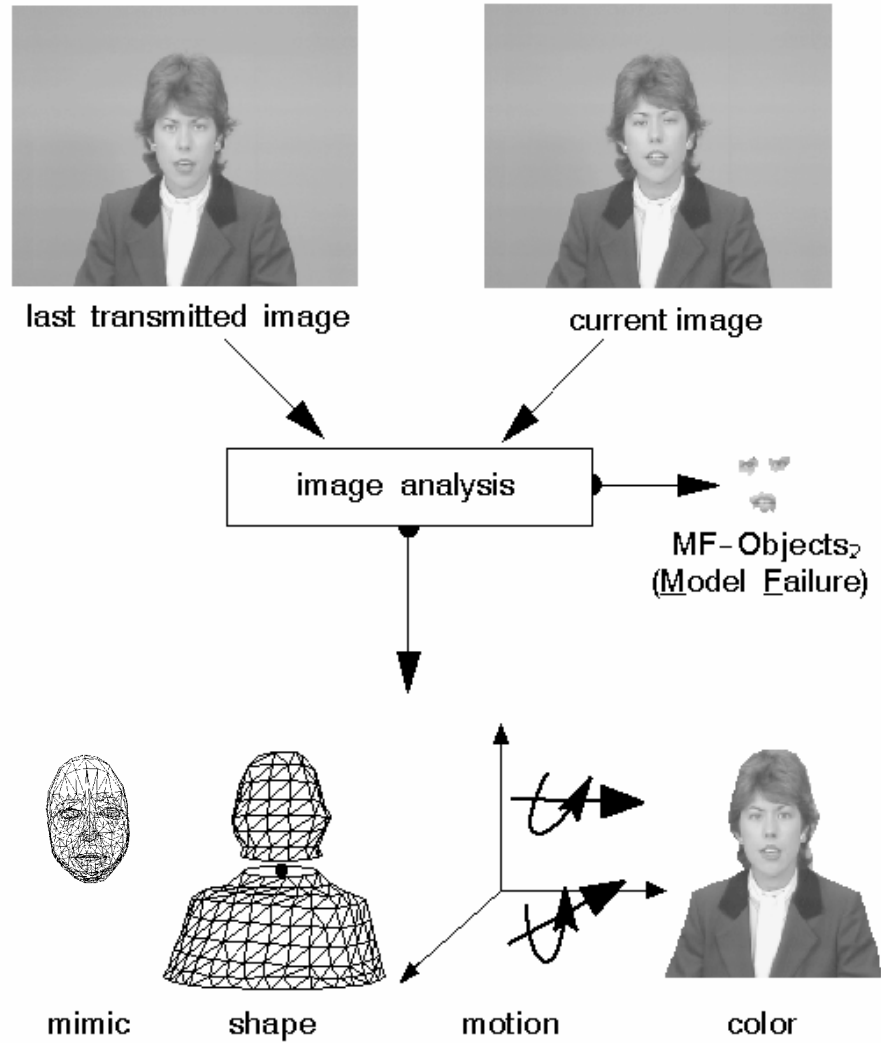 last transmitted image
current image
image analysis
MF-Objects₂
(Model Failure)
mimic
shape
motion
color